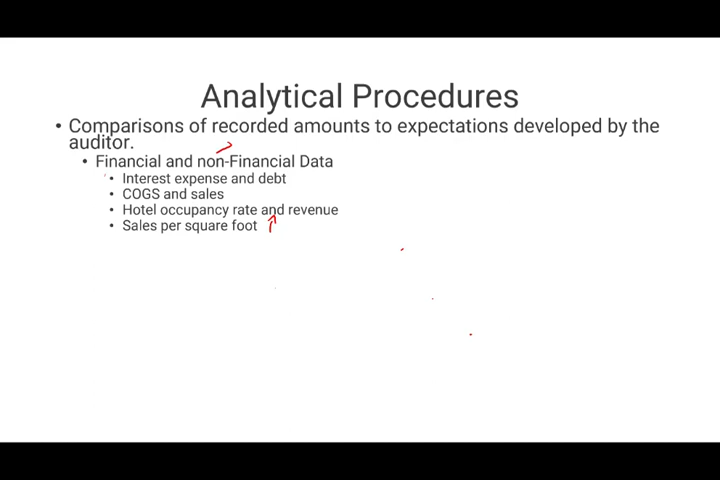 Analytical Procedures
• Comparisons of recorded amounts to expectations developed by the
auditor.
• Financial and non-Financial Data
• Interest expense and debt
• COGS and sales
• Hotel occupancy rate and revenue
• Sales per square foot